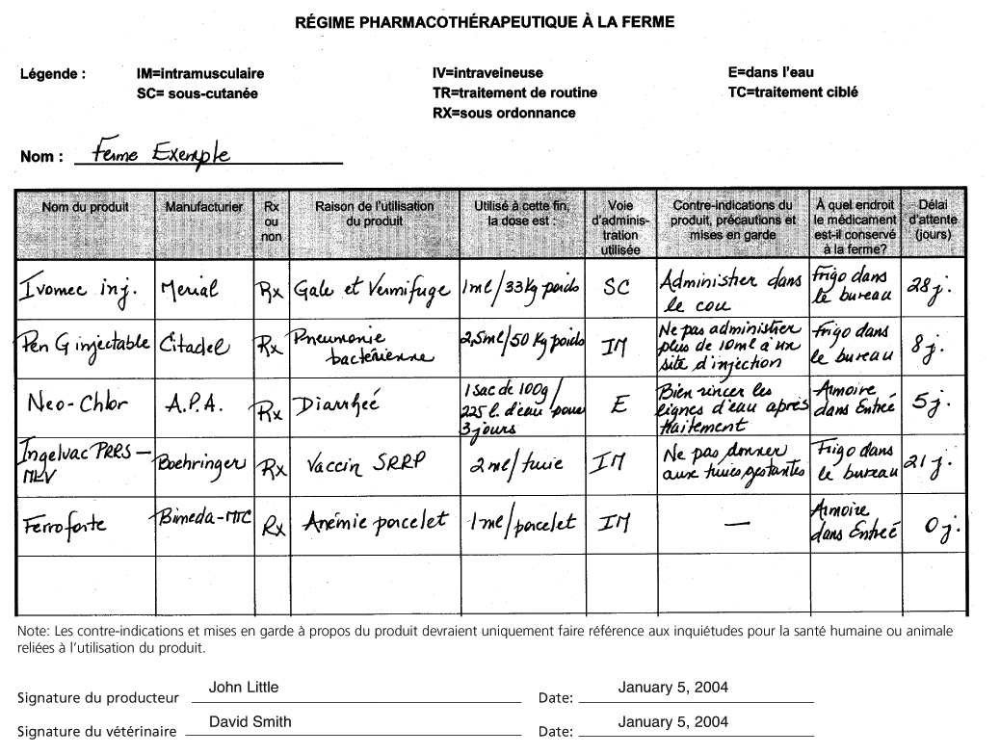 RÉGIME PHARMACOTHÉRAPEUTIQUE À LA FERME
Légende : IM=intramusculaire IV=intraveineuse E=dans l'eau
SC= sous-cutanée TR=traitement de routine TC=traitement ciblé
RX=sous ordonnance
Nom : Ferme Exemple
Nom du produit Manufacturier Rx ou non Raison de l'utilisation du produit Utilisé à cette fin, la dose est : Voie d'adminis-tration utilisée Contre-indications du produit, précautions et mises en garde À quel endroit le médicament est-il conservé à la ferme? Délai d'attente (jours)
Ivomec inj. Merial Rx Gale et Vermifuge 1ml/33kg poids SC Administrer dans le cou Frigo dans le bureau 28 j.
Pen G injectable Citadel Rx Pneumonie bactérienne 2,5ml/50 Kg poids IM Ne pas administrer plus de 10ml à un site d'injection Frigo dans le bureau 8 j.
Neo-Chlor A.P.A. Rx Diarrheé 1 sac de 100g/225 l. d'eau pour 3 jours E Bien rincer les lignes d'eau après traitement Armoire dans Entreé 5 j.
Ingelvac PRRS-MLV Boehringer Rx Vaccin SRRP 2 ml/truie IM Ne pas donner aux truies gestantes Frigo dans le bureau 21 j.
Ferroforte Bimeda-MTC Rx Anémie porcelet 1 ml/porcelet IM — Armoire dans Entreé 0 j.
Note: Les contre-indications et mises en garde à propos du produit devraient uniquement faire référence aux inquiétudes pour la santé humaine ou animale
reliées à l'utilisation du produit.
Signature du producteur John Little Date: January 5, 2004
Signature du vétérinaire David Smith Date: January 5, 2004